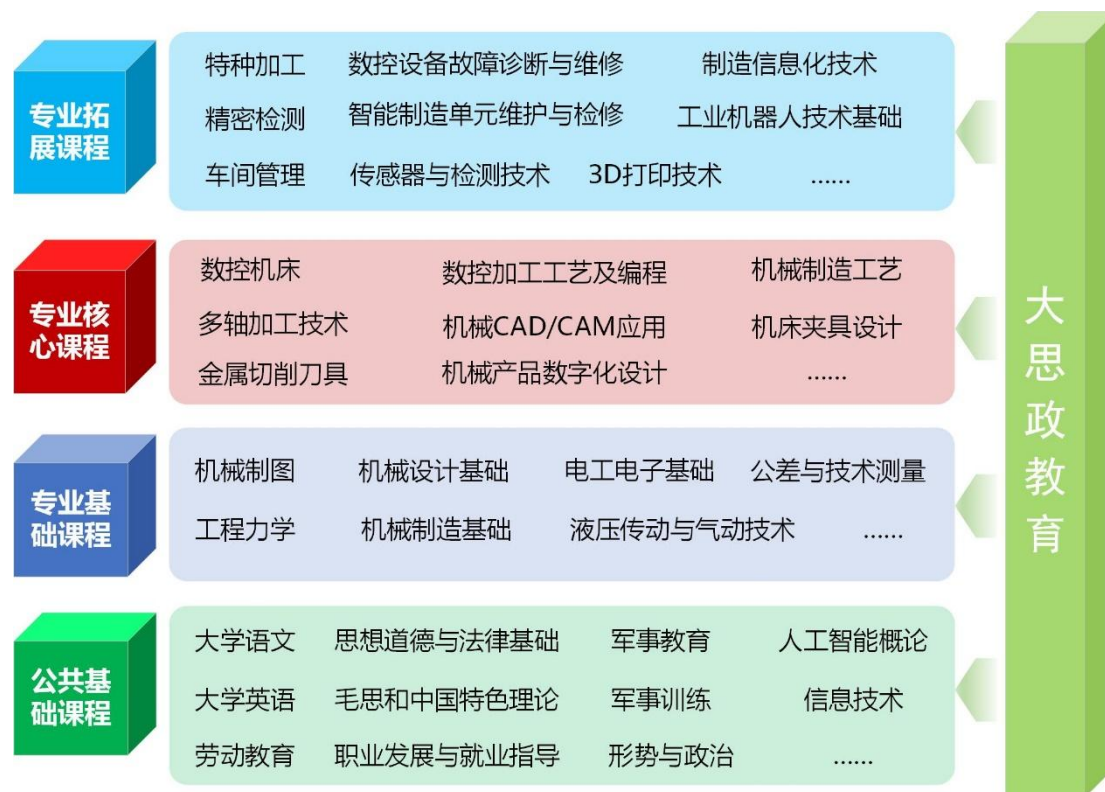 专业拓
展课程
特种加工 数控设备故障诊断与维修 制造信息化技术
精密检测 智能制造单元维护与检修 工业机器人技术基础
车间管理 传感器与检测技术 3D打印技术 ......
专业核
心课程
数控机床 数控加工工艺及编程 机械制造工艺
多轴加工技术 机械CAD/CAM应用 机床夹具设计
金属切削刀具 机械产品数字化设计 ......
专业基
础课程
机械制图 机械设计基础 电工电子基础 公差与技术测量
工程力学 机械制造基础 液压传动与气动技术 ......
公共基
础课程
大学语文 思想道德与法律基础 军事教育 人工智能概论
大学英语 毛思和中国特色理论 军事训练 信息技术
劳动教育 职业发展与就业指导 形势与政治 ......
大思政教育